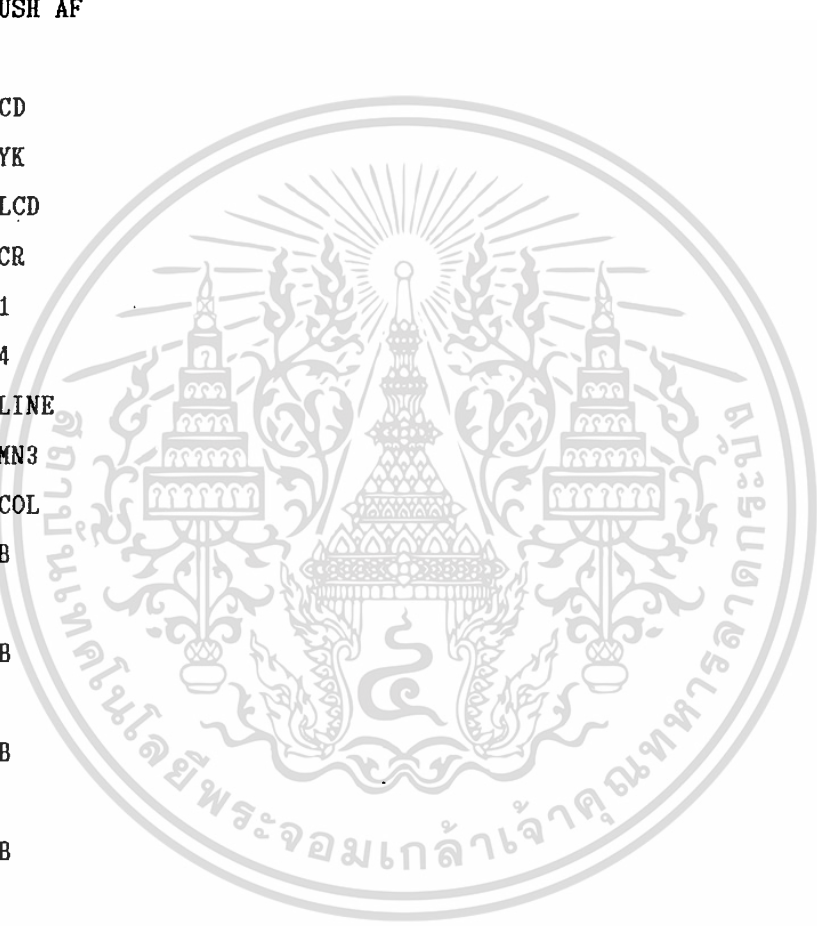 USH AF
CD
YK
LCD
CR
1
4
LINE
MN3
COL
B
B
B
B
สถาบันเทคโนโลยีพระจอมเกล้าเจ้าคุณทหารลาดกระบัง